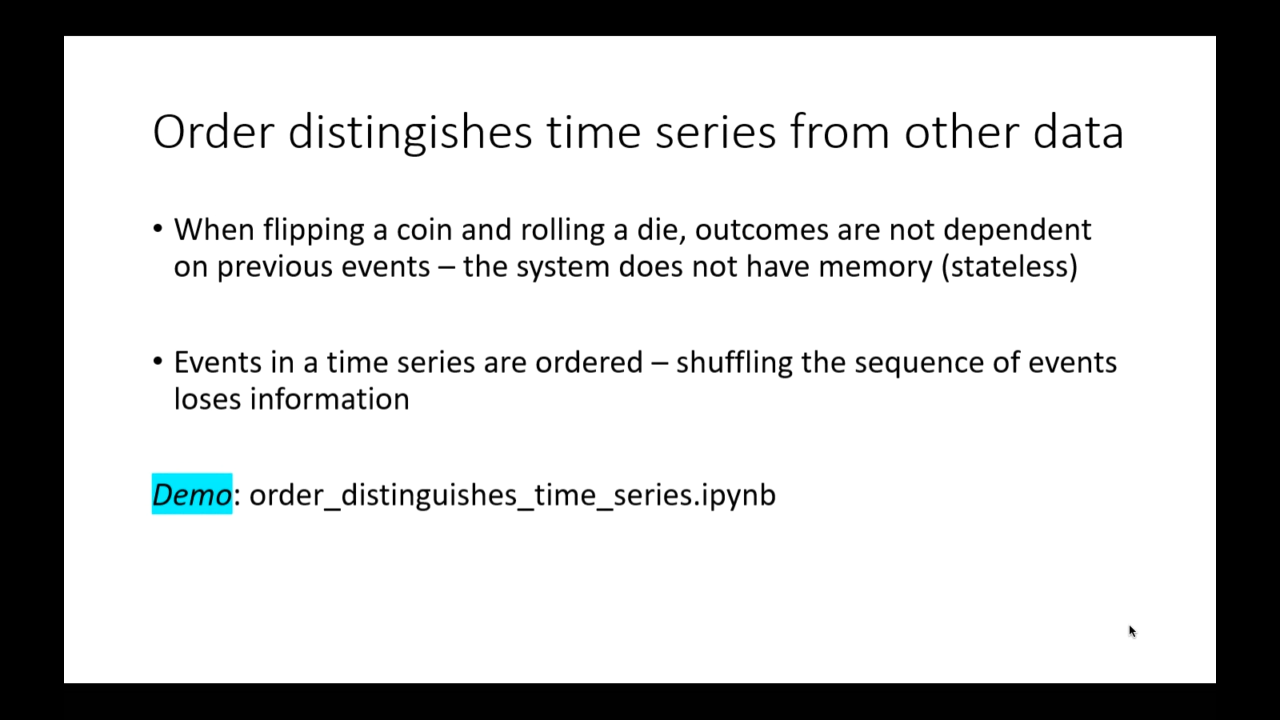 Order distingishes time series from other data
• When flipping a coin and rolling a die, outcomes are not dependent
on previous events – the system does not have memory (stateless)
• Events in a time series are ordered – shuffling the sequence of events
loses information
Demo: order_distinguishes_time_series.ipynb